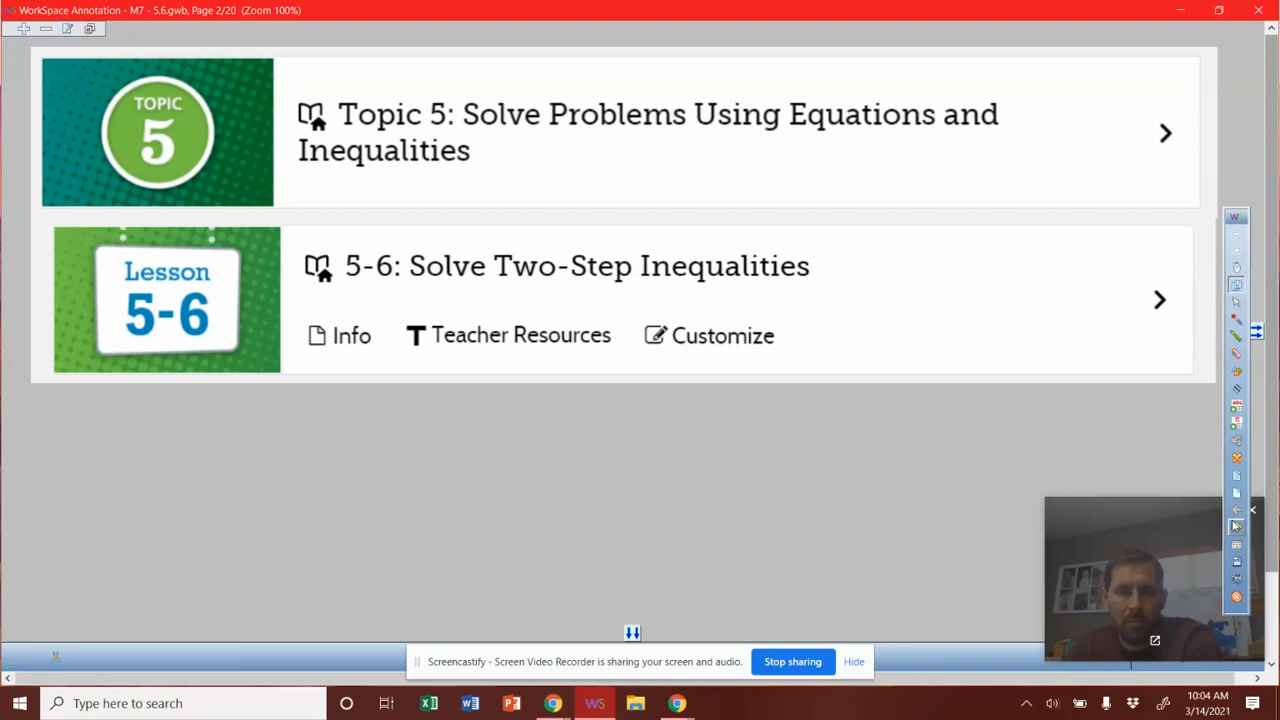 WorkSpace Annotation - M7 - 5.6.gwb, Page 2/20 (Zoom 100%)
TOPIC
5
Topic 5: Solve Problems Using Equations and
Inequalities
Lesson
5-6
5-6: Solve Two-Step Inequalities
Info
T Teacher Resources
Customize
Screencastify - Screen Video Recorder is sharing your screen and audio.
Stop sharing
Hide
Type here to search
10:04 AM
3/14/2021